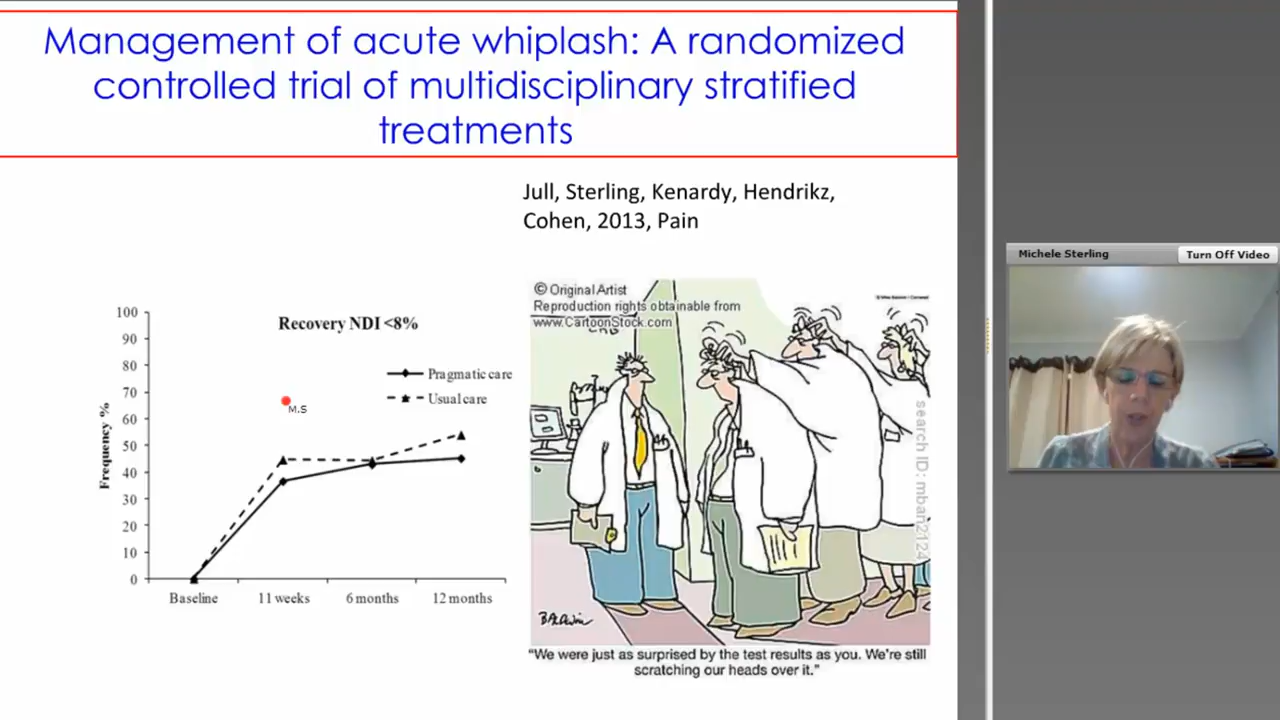 Management of acute whiplash: A randomized
controlled trial of multidisciplinary stratified
treatments
Jull, Sterling, Kenardy, Hendrikz,
Cohen, 2013, Pain
Michele Sterling
Turn Off Video
Recovery NDI <8%
Pragmatic care
Usual care
M.S
Frequency %
100
90
80
70
60
50
40
30
20
10
0
Baseline 11 weeks 6 months 12 months
© Original Artist
Reproduction rights obtainable from
www.CartoonStock.com
search ID: mban2124
"We were just as surprised by the test results as you. We're still
scratching our heads over it."